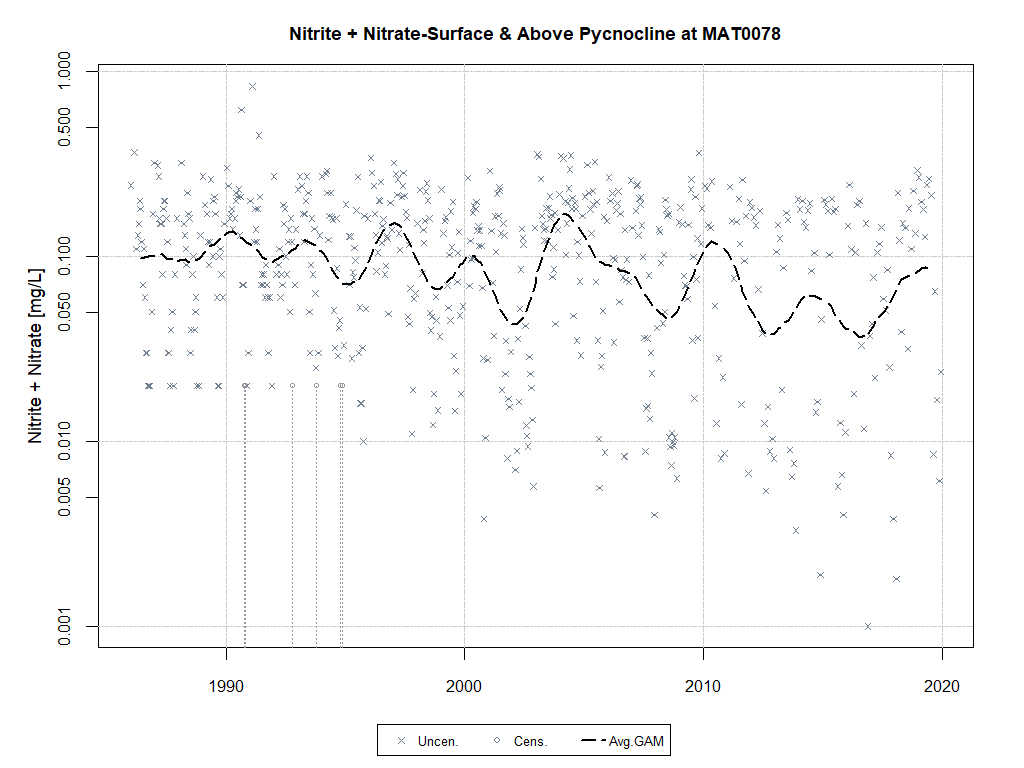 Nitrite + Nitrate-Surface & Above Pycnocline at MAT0078
Nitrite + Nitrate [mg/L]
1.000
0.500
0.100
0.050
0.010
0.005
0.001
1990
2000
2010
2020
Uncen.
Cens.
Avg.GAM